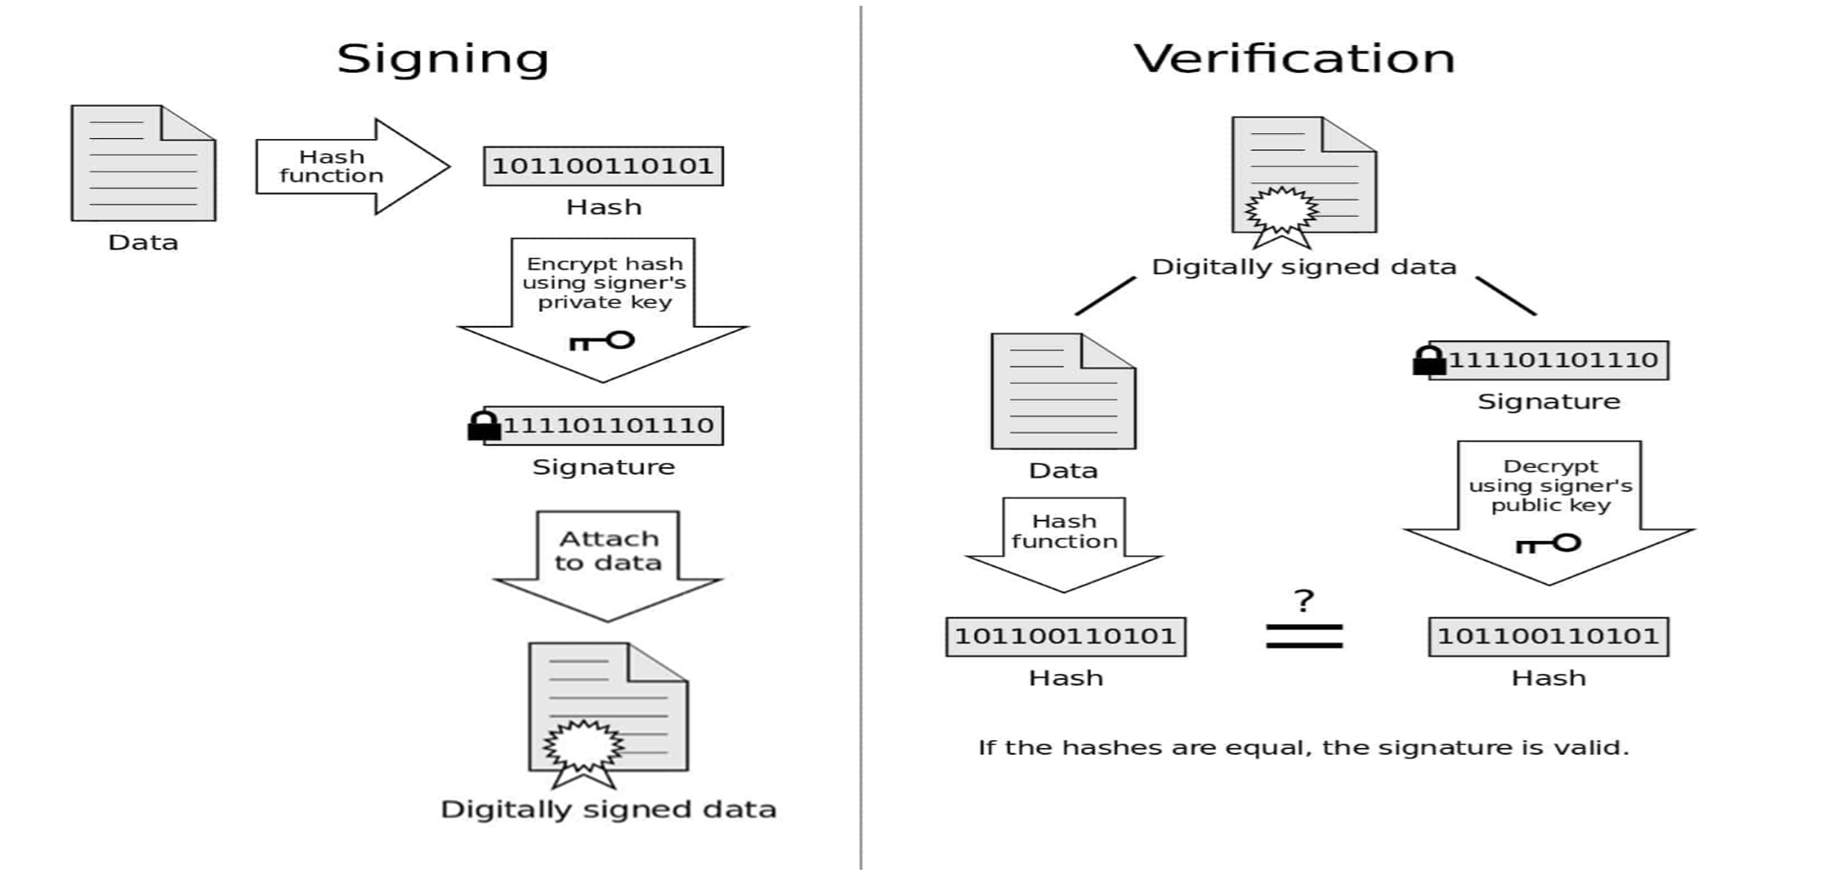 Signing
Data
Hash
function
101100110101
Hash
Encrypt hash
using signer's
private key
111101101110
Signature
Attach
to data
Digitally signed data
Verification
Digitally signed data
Data
Hash
function
101100110101
Hash
111101101110
Signature
Decrypt
using signer's
public key
101100110101
Hash
?
=
If the hashes are equal, the signature is valid.